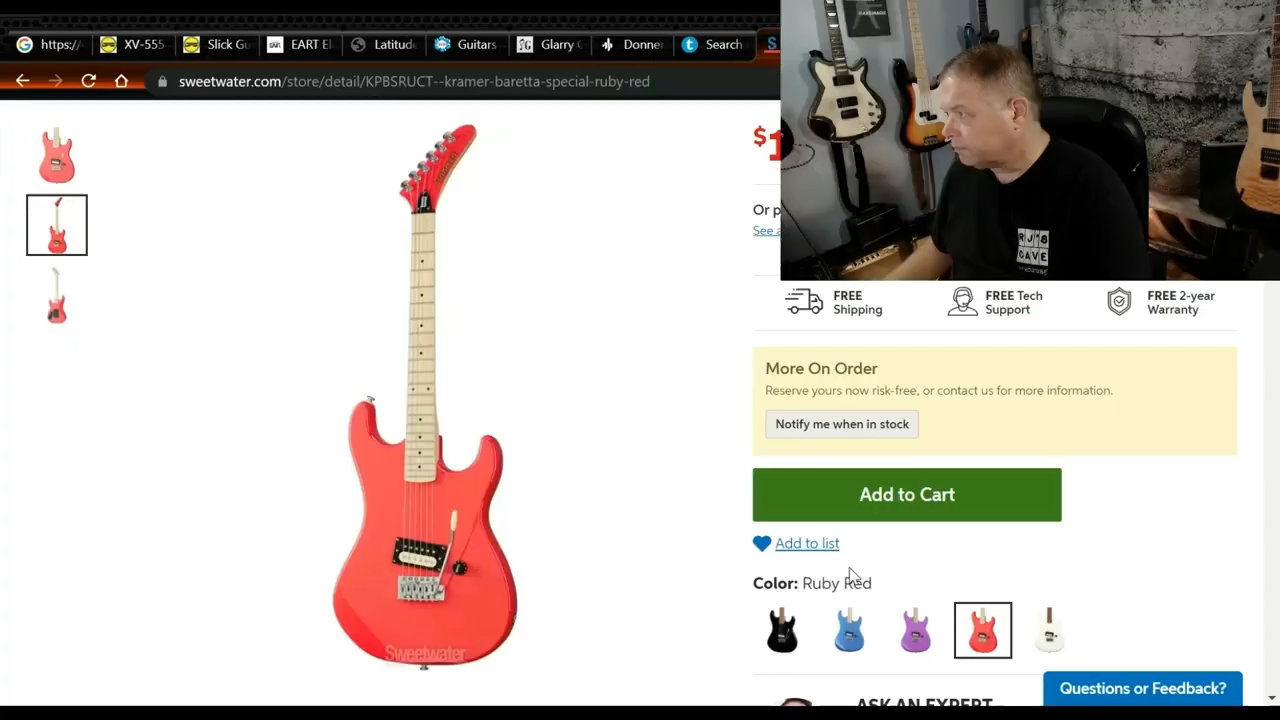 https:/
XV-555
Slick Gu
EART El
Latitude
Guitars
Glarry G
Donner
Search
sweetwater.com/store/detail/KPBSRUCT--kramer-baretta-special-ruby-red
$1
Or p
See a
RJ'S
CAVE
FREE
Shipping
FREE Tech
Support
FREE 2-year
Warranty
More On Order
Reserve yours now risk-free, or contact us for more information.
Notify me when in stock
Add to Cart
Add to list
Color: Ruby Red
Sweetwater
Questions or Feedback?
ASK AN EXPERT